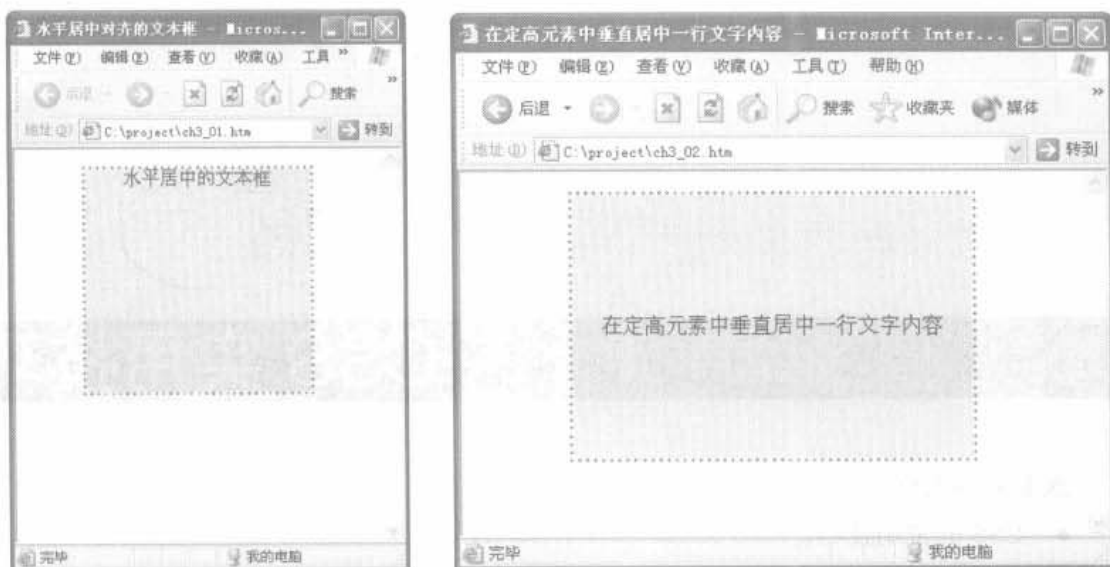 水平居中对齐的文本框 - Micros...
文件(F) 编辑(E) 查看(V) 收藏(A) 工具 »
后退 搜索 »
地址(D) C:\project\ch3_01.htm 转到
水平居中的文本框
完毕 我的电脑
在定高元素中垂直居中一行文字内容 - Microsoft Inter...
文件(F) 编辑(E) 查看(V) 收藏(A) 工具(T) 帮助(H)
后退 搜索 收藏夹 媒体 »
地址(D) C:\project\ch3_02.htm 转到
在定高元素中垂直居中一行文字内容
完毕 我的电脑